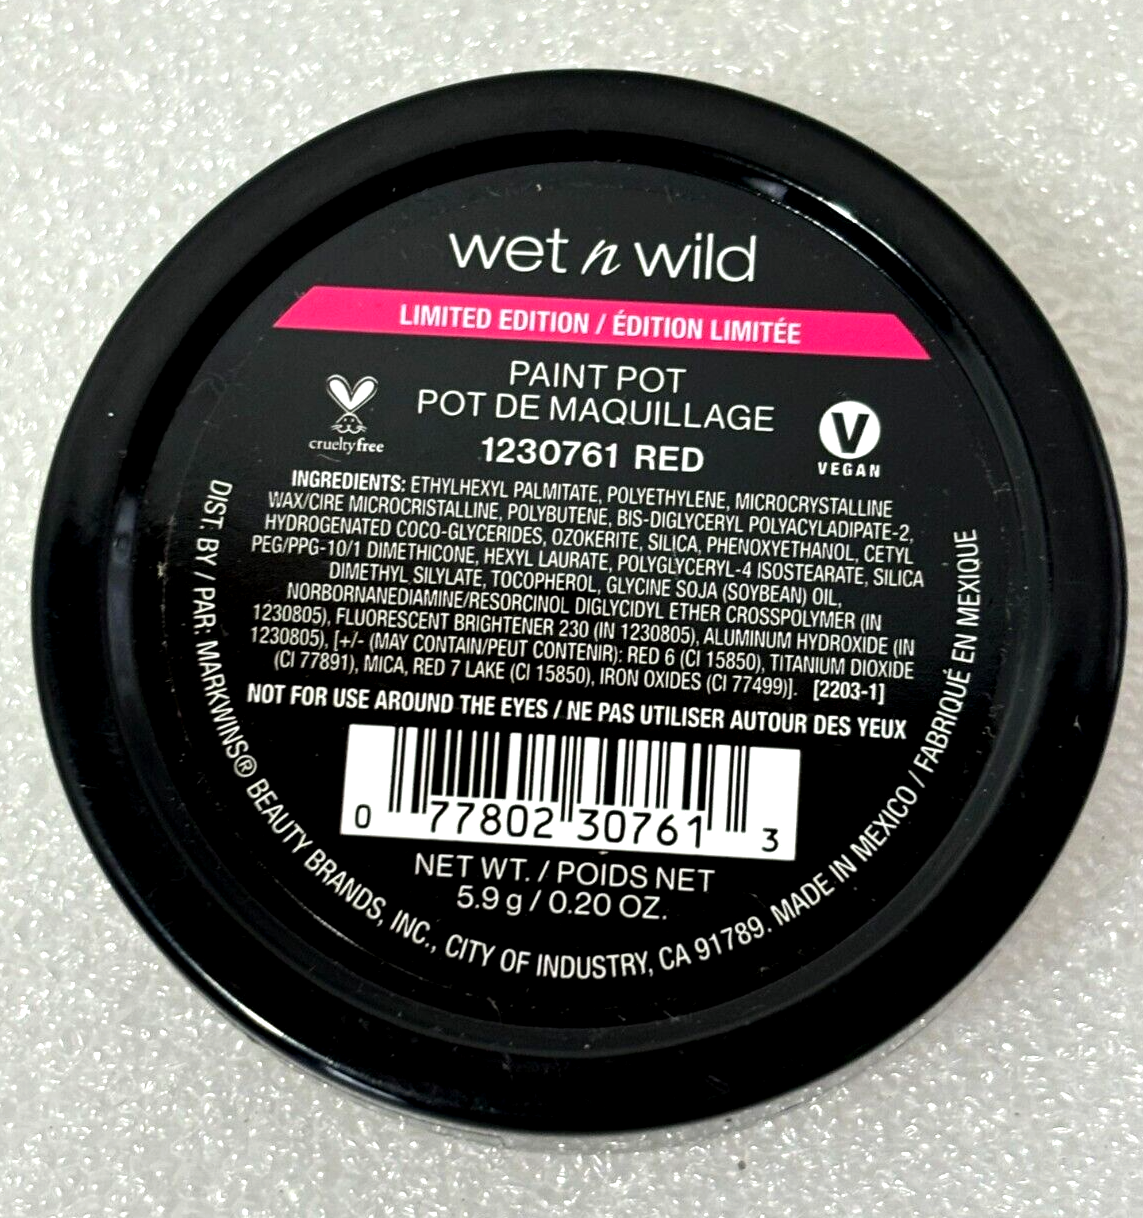 wet n wild
LIMITED EDITION / ÉDITION LIMITÉE
PAINT POT
POT DE MAQUILLAGE
crueltyfree
V
VEGAN
1230761 RED
INGREDIENTS: ETHYLHEXYL PALMITATE, POLYETHYLENE, MICROCRYSTALLINE
WAX/CIRE MICROCRISTALLINE, POLYBUTENE, BIS-DIGLYCERYL POLYACYLADIPATE-2,
HYDROGENATED COCO-GLYCERIDES, OZOKERITE, SILICA, PHENOXYETHANOL, CETYL
PEG/PPG-10/1 DIMETHICONE, HEXYL LAURATE, POLYGLYCERYL-4 ISOSTEARATE, SILICA
DIMETHYL SILYLATE, TOCOPHEROL, GLYCINE SOJA (SOYBEAN) OIL,
NORBORNANEDIAMINE/RESORCINOL DIGLYCIDYL ETHER CROSSPOLYMER (IN
1230805), FLUORESCENT BRIGHTENER 230 (IN 1230805), ALUMINUM HYDROXIDE (IN
1230805), [+/- (MAY CONTAIN/PEUT CONTENIR): RED 6 (CI 15850), TITANIUM DIOXIDE
(CI 77891), MICA, RED 7 LAKE (CI 15850), IRON OXIDES (CI 77499)]. [2203-1]
NOT FOR USE AROUND THE EYES / NE PAS UTILISER AUTOUR DES YEUX
0 77802 30761 3
NET WT. / POIDS NET
5.9 g / 0.20 OZ.
DIST. BY / PAR: MARKWINS® BEAUTY BRANDS, INC., CITY OF INDUSTRY, CA 91789. MADE IN MEXICO / FABRIQUÉ EN MEXIQUE